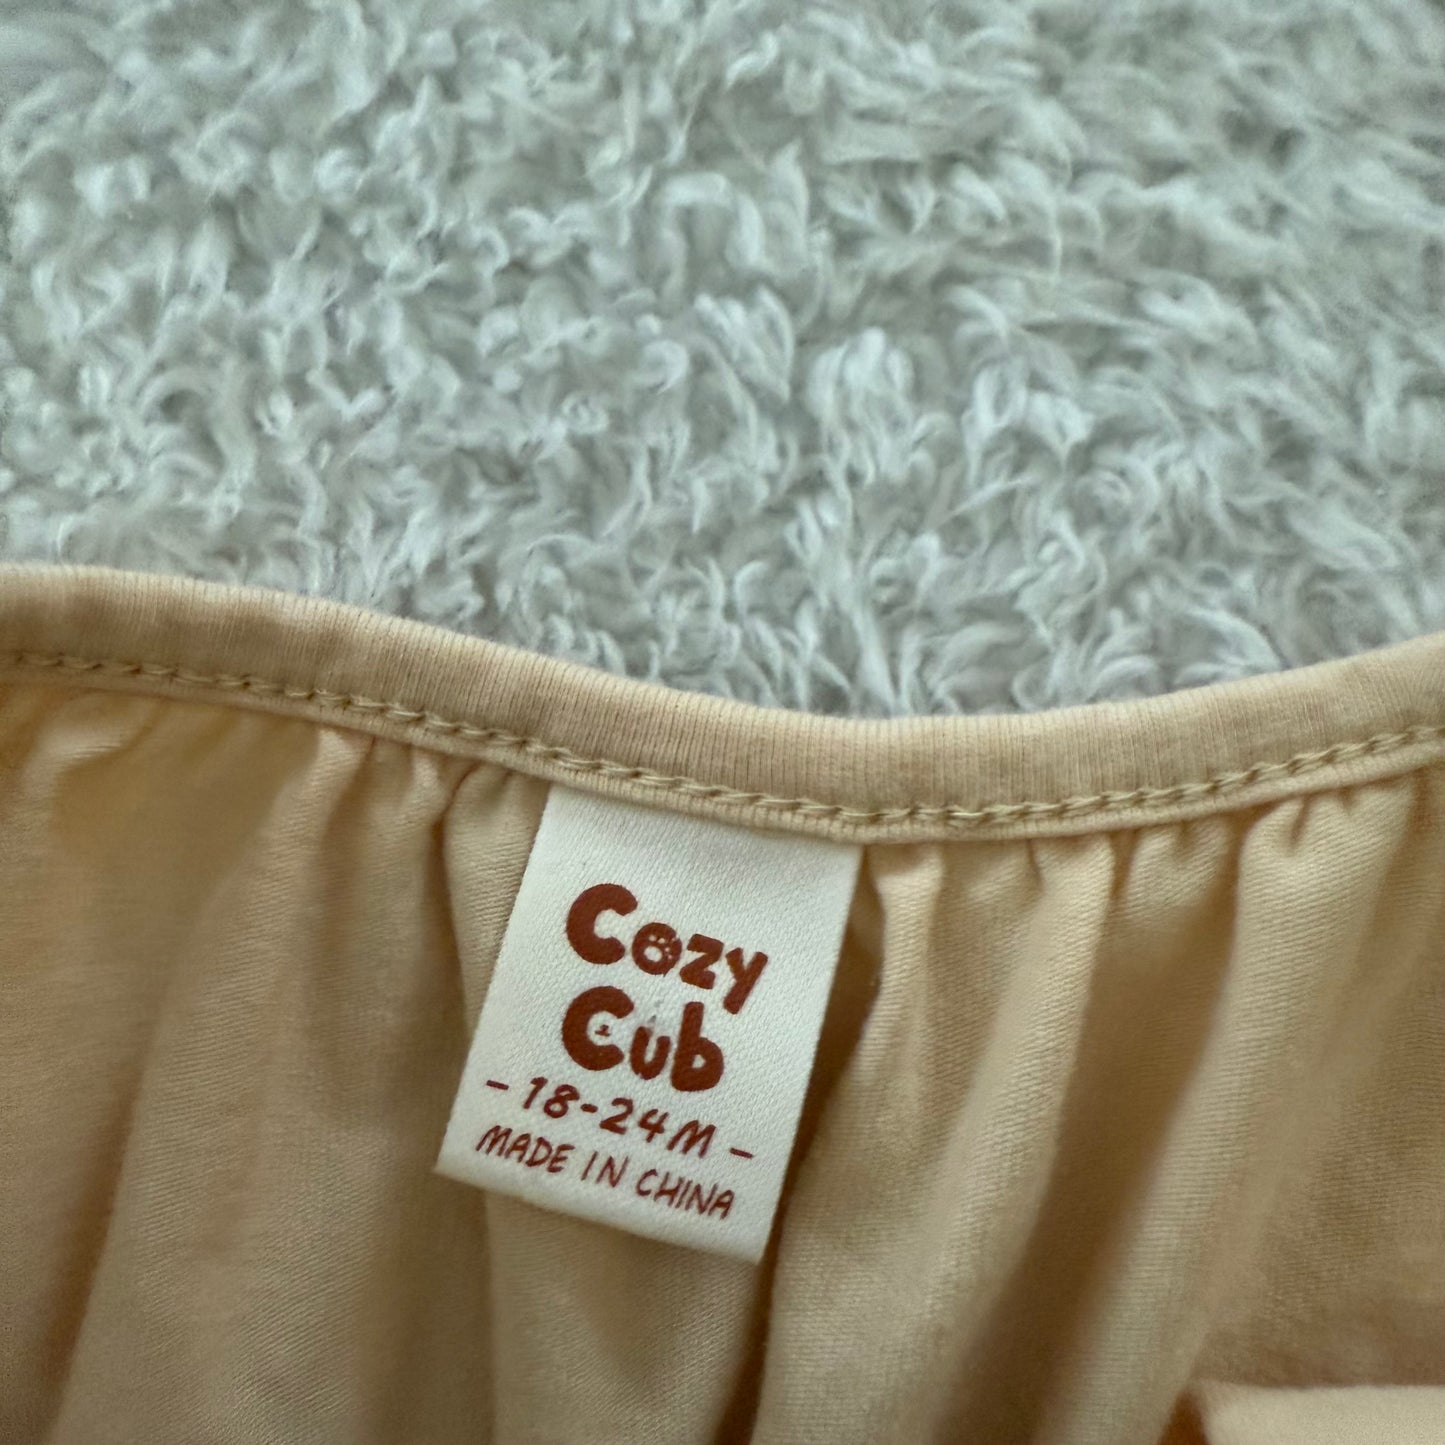 Cozy
Cub
- 18-24M -
MADE IN CHINA